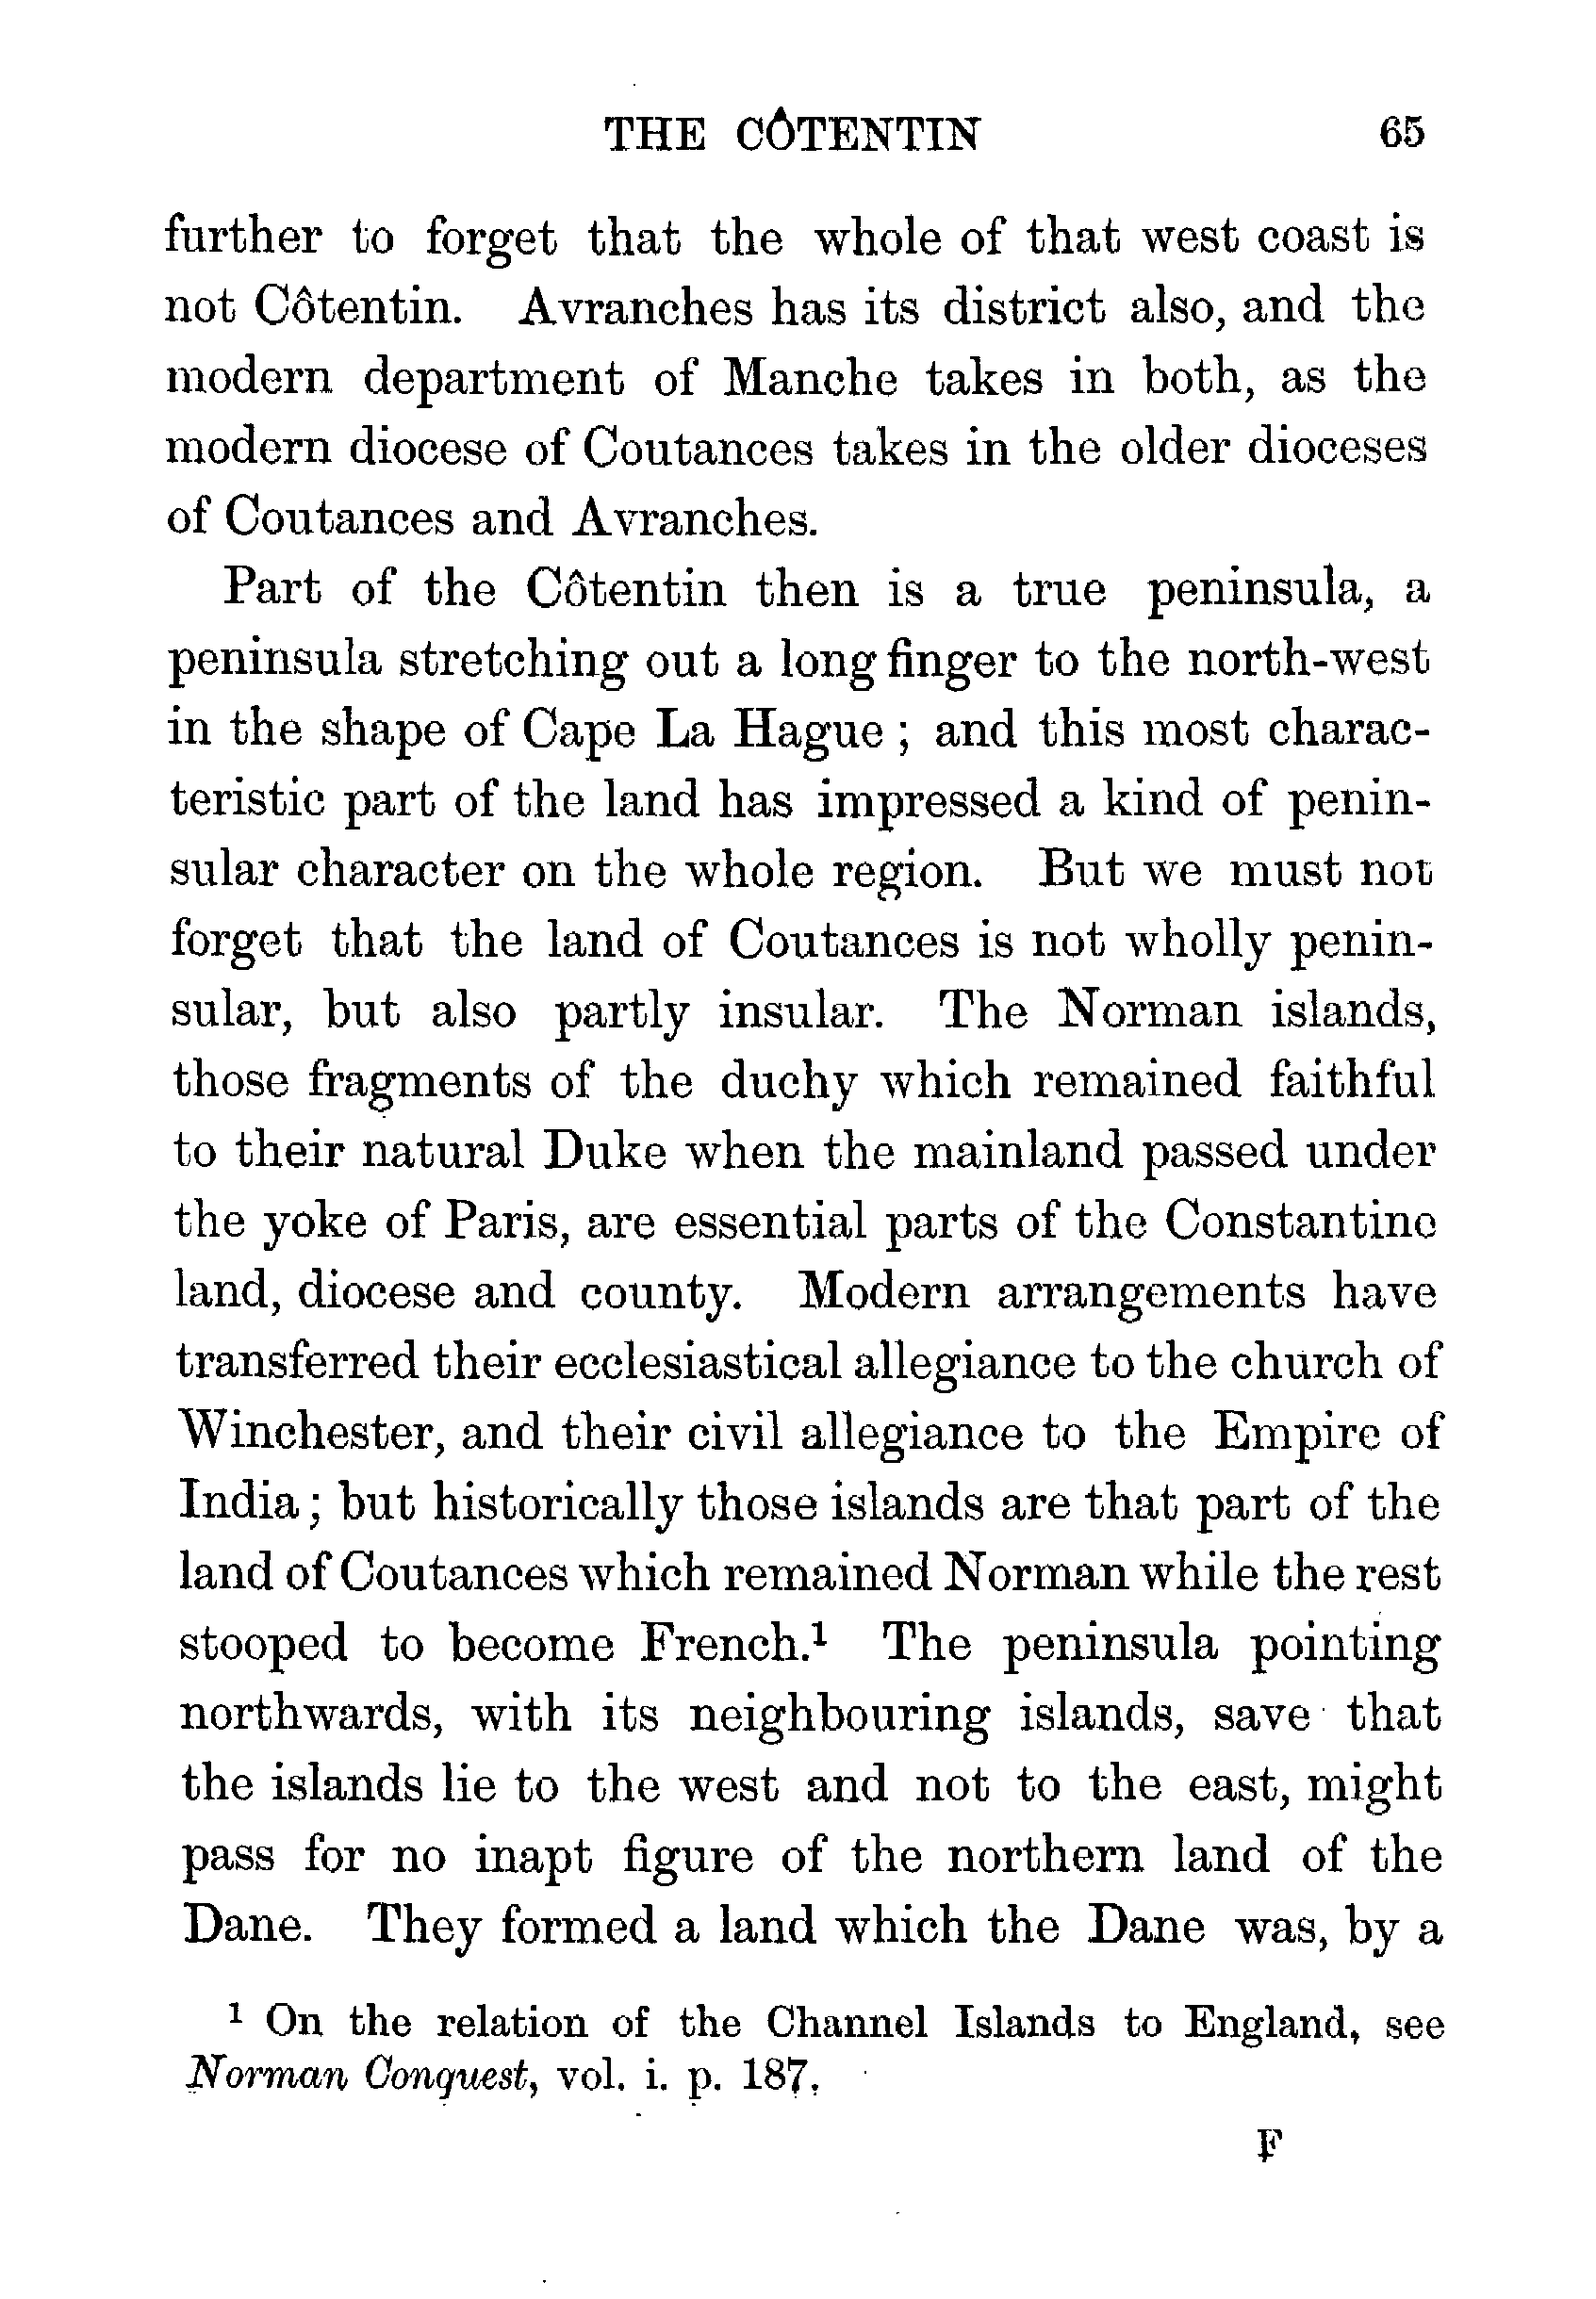 THE CÔTENTIN 65
further to forget that the whole of that west coast is
not Côtentin. Avranches has its district also, and the
modern department of Manche takes in both, as the
modern diocese of Coutances takes in the older dioceses
of Coutances and Avranches.
Part of the Côtentin then is a true peninsula, a
peninsula stretching out a long finger to the north-west
in the shape of Cape La Hague ; and this most charac-
teristic part of the land has impressed a kind of penin-
sular character on the whole region. But we must not
forget that the land of Coutances is not wholly penin-
sular, but also partly insular. The Norman islands,
those fragments of the duchy which remained faithful
to their natural Duke when the mainland passed under
the yoke of Paris, are essential parts of the Constantine
land, diocese and county. Modern arrangements have
transferred their ecclesiastical allegiance to the church of
Winchester, and their civil allegiance to the Empire of
India ; but historically those islands are that part of the
land of Coutances which remained Norman while the rest
stooped to become French.¹ The peninsula pointing
northwards, with its neighbouring islands, save that
the islands lie to the west and not to the east, might
pass for no inapt figure of the northern land of the
Dane. They formed a land which the Dane was, by a
¹ On the relation of the Channel Islands to England, see
Norman Conquest, vol. i. p. 187.
F